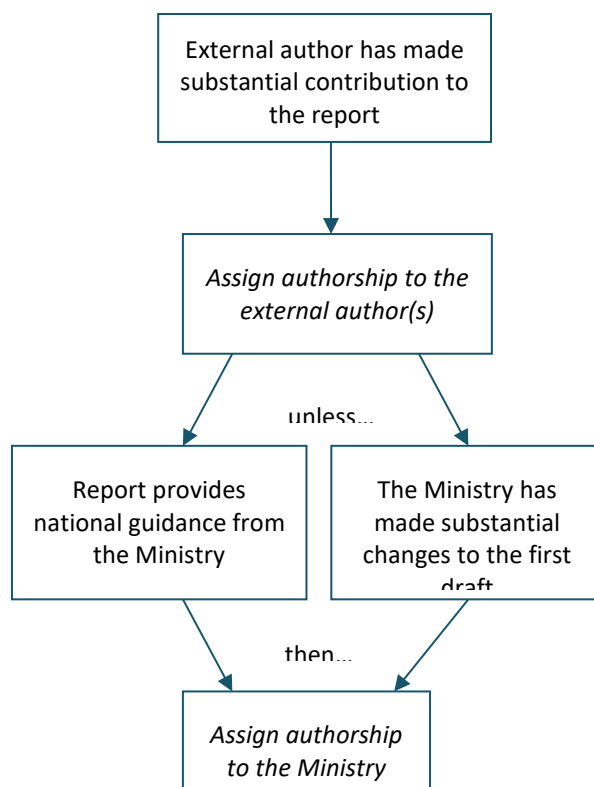 External author has made
substantial contribution to
the report
Assign authorship to the
external author(s)
unless...
Report provides
national guidance from
the Ministry
The Ministry has
made substantial
changes to the first
draft
then...
Assign authorship
to the Ministry